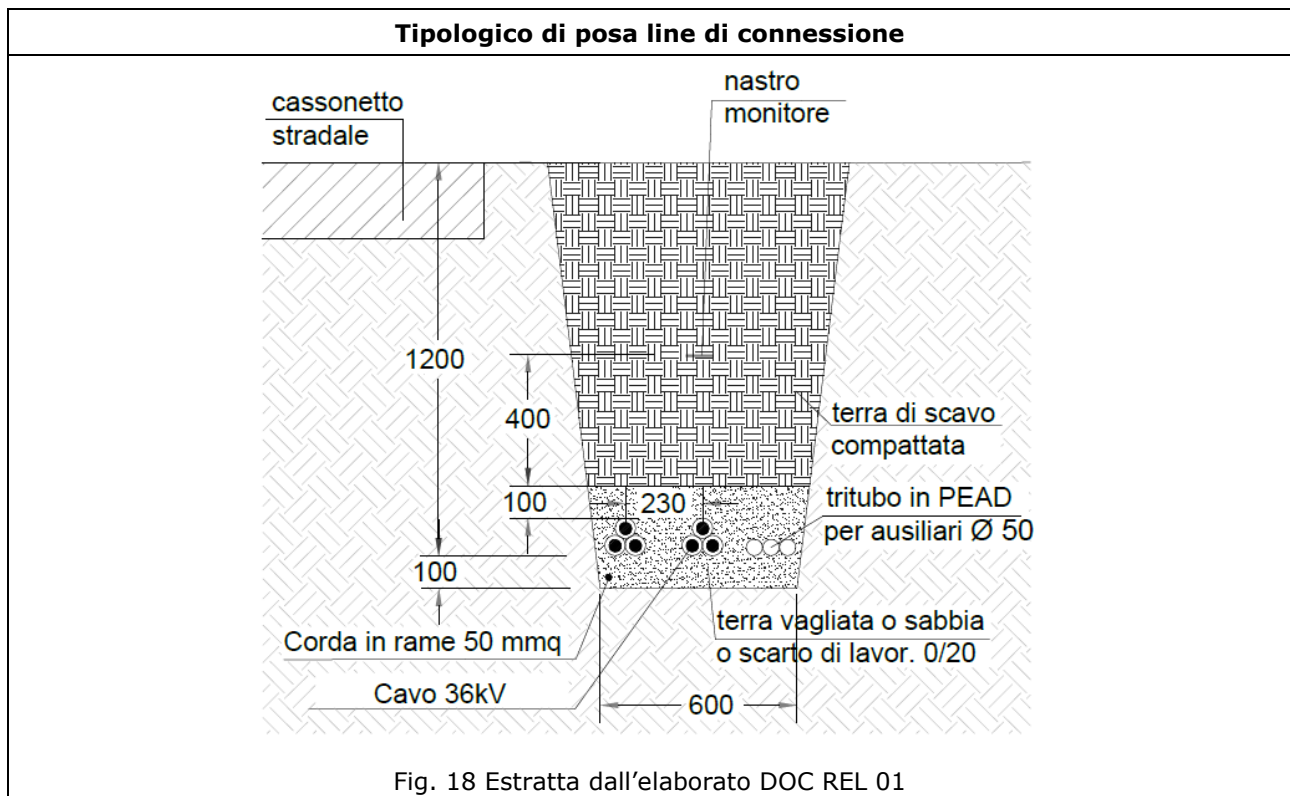 Tipologico di posa line di connessione
cassonetto
stradale
nastro
monitore
1200
400
terra di scavo
compattata
100
230
tritubo in PEAD
per ausiliari Ø 50
100
Corda in rame 50 mmq
terra vagliata o sabbia
o scarto di lavor. 0/20
Cavo 36kV
600
Fig. 18 Estratta dall’elaborato DOC REL 01